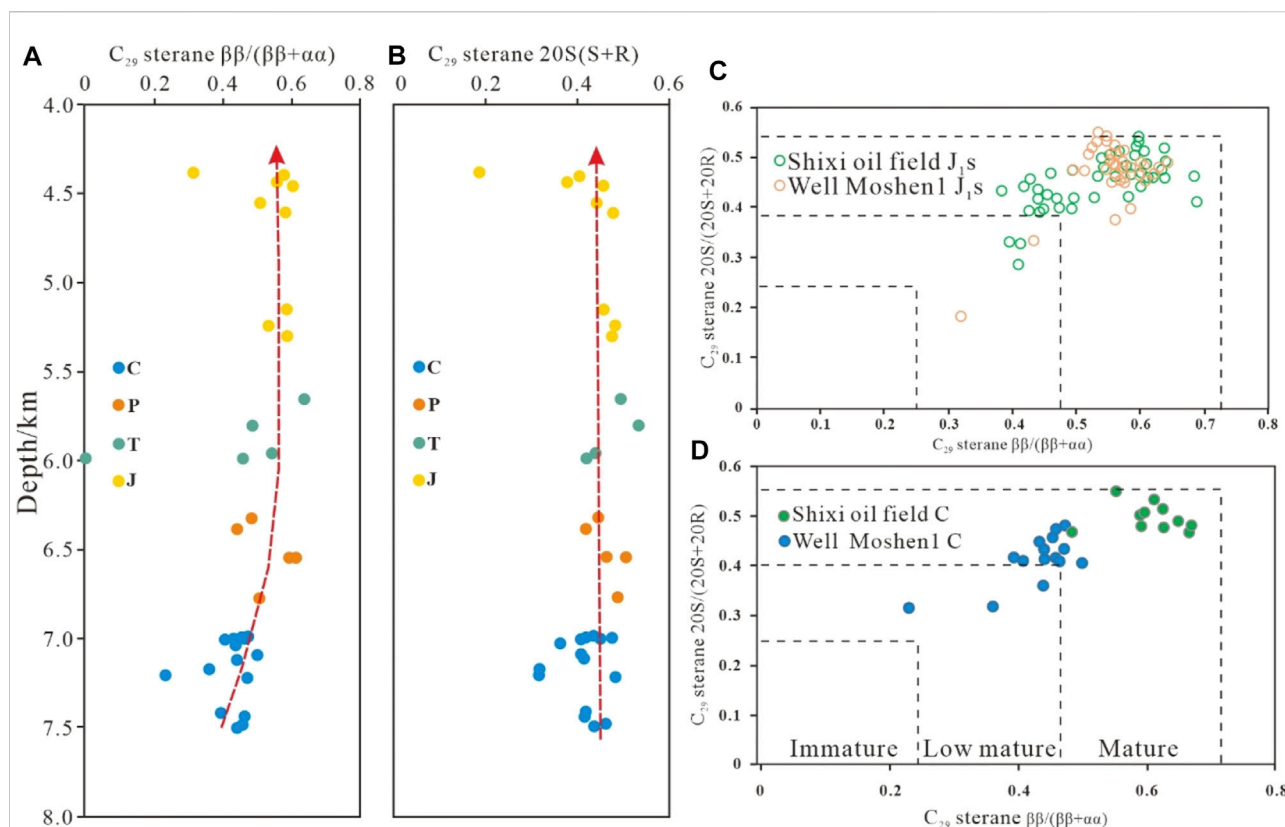 A
C₂₉ sterane ββ/(ββ+αα)
0 0.2 0.4 0.6 0.8
4.0
4.5
5.0
5.5
6.0
6.5
7.0
7.5
8.0
Depth/km
C
P
T
J
B
C₂₉ sterane 20S(S+R)
0 0.2 0.4 0.6
C
P
T
J
C
0.6
0.5
0.4
0.3
0.2
0.1
0
C₂₉ sterane 20S/(20S+20R)
Shixi oil field J₁s
Well Moshen1 J₁s
0 0.1 0.2 0.3 0.4 0.5 0.6 0.7 0.8
C₂₉ sterane ββ/(ββ+αα)
D
0.6
0.5
0.4
0.3
0.2
0.1
0
C₂₉ sterane 20S/(20S+20R)
Shixi oil field C
Well Moshen1 C
Immature Low mature Mature
0 0.2 0.4 0.6 0.8
C₂₉ sterane ββ/(ββ+αα)